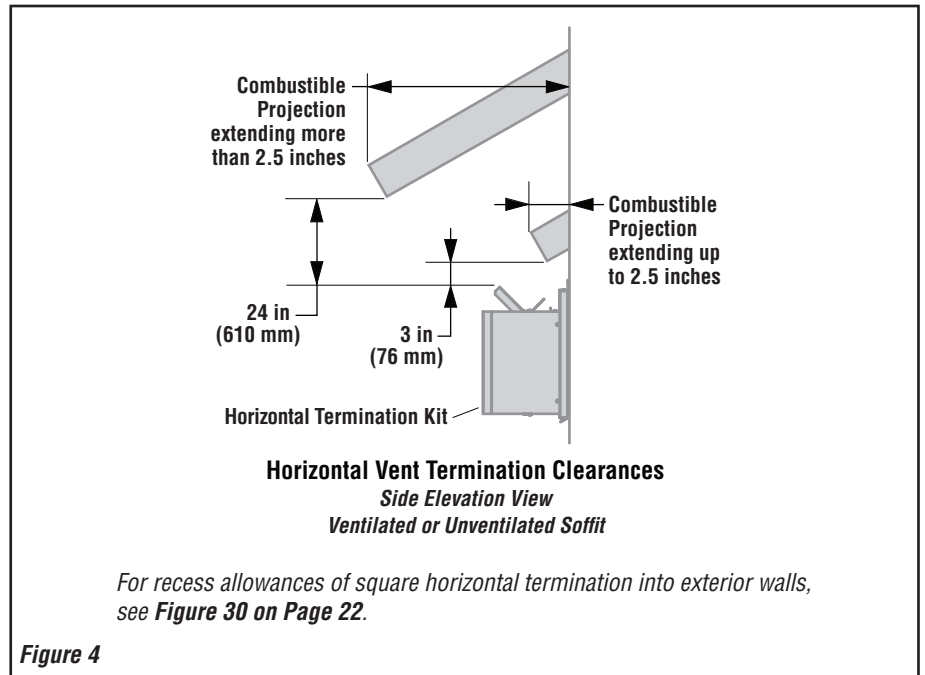 Combustible
Projection
extending more
than 2.5 inches
Combustible
Projection
extending up
to 2.5 inches
24 in
(610 mm)
3 in
(76 mm)
Horizontal Termination Kit
Horizontal Vent Termination Clearances
Side Elevation View
Ventilated or Unventilated Soffit
For recess allowances of square horizontal termination into exterior walls,
see Figure 30 on Page 22.
Figure 4